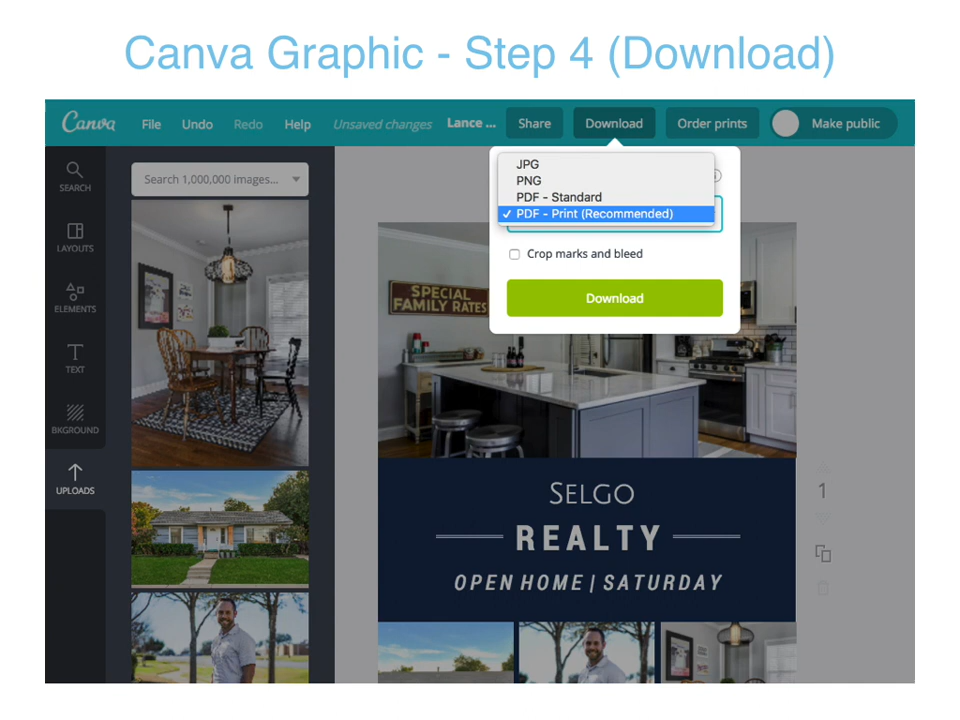 Canva Graphic - Step 4 (Download)
Canva File Undo Redo Help Unsaved changes Lance ... Share Download Order prints Make public
SEARCH
LAYOUTS
ELEMENTS
TEXT
BKGROUND
UPLOADS
Search 1,000,000 images...
JPG
PNG
PDF - Standard
✓ PDF - Print (Recommended)
Crop marks and bleed
Download
SPECIAL
FAMILY RATES
SELGO
REALTY
OPEN HOME | SATURDAY
1